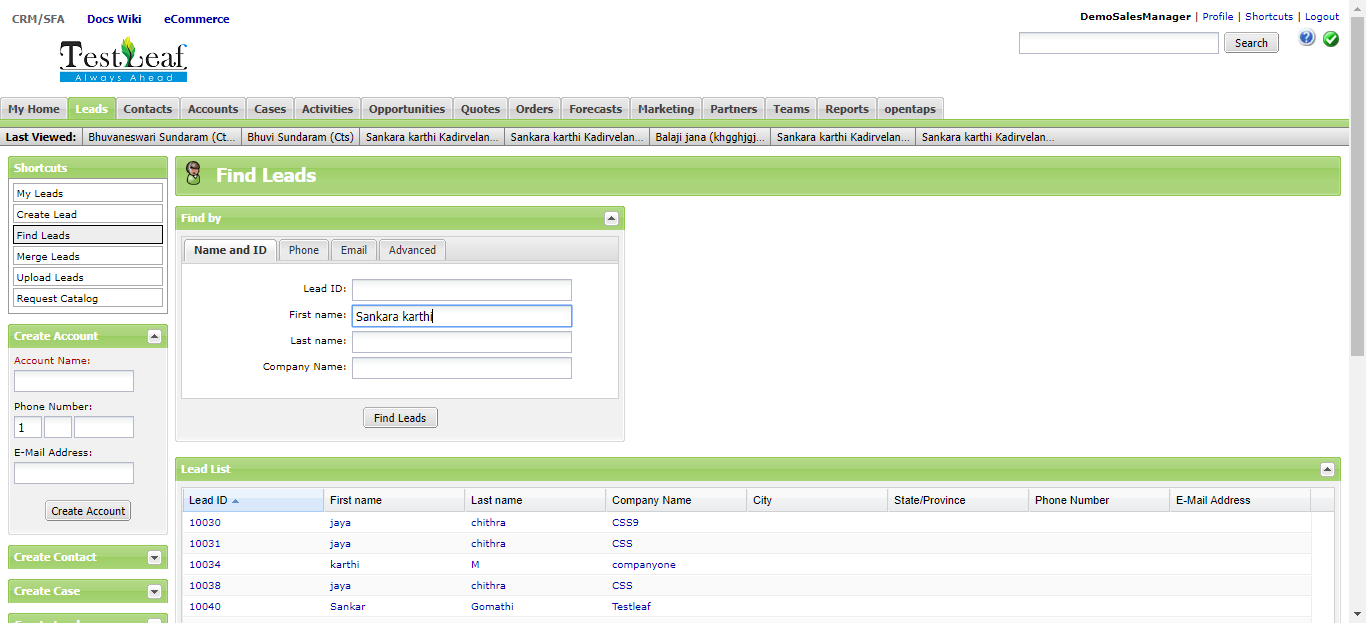 CRM/SFA Docs Wiki eCommerce
DemoSalesManager | Profile | Shortcuts | Logout
TestLeaf
Always Ahead
Search
My Home Leads Contacts Accounts Cases Activities Opportunities Quotes Orders Forecasts Marketing Partners Teams Reports opentaps
Last Viewed: Bhuvaneswari Sundaram (Ct... Bhuvi Sundaram (Cts) Sankara karthi Kadirvelan... Sankara karthi Kadirvelan... Balaji jana (khgghjgj... Sankara karthi Kadirvelan... Sankara karthi Kadirvelan...
Shortcuts
My Leads
Create Lead
Find Leads
Merge Leads
Upload Leads
Request Catalog
Create Account
Account Name:
Phone Number:
1
E-Mail Address:
Create Account
Create Contact
Create Case
Find Leads
Find by
Name and ID Phone Email Advanced
Lead ID:
First name: Sankara karthi
Last name:
Company Name:
Find Leads
Lead List
Lead ID First name Last name Company Name City State/Province Phone Number E-Mail Address
10030 jaya chithra CSS9
10031 jaya chithra CSS
10034 karthi M companyone
10038 jaya chithra CSS
10040 Sankar Gomathi Testleaf